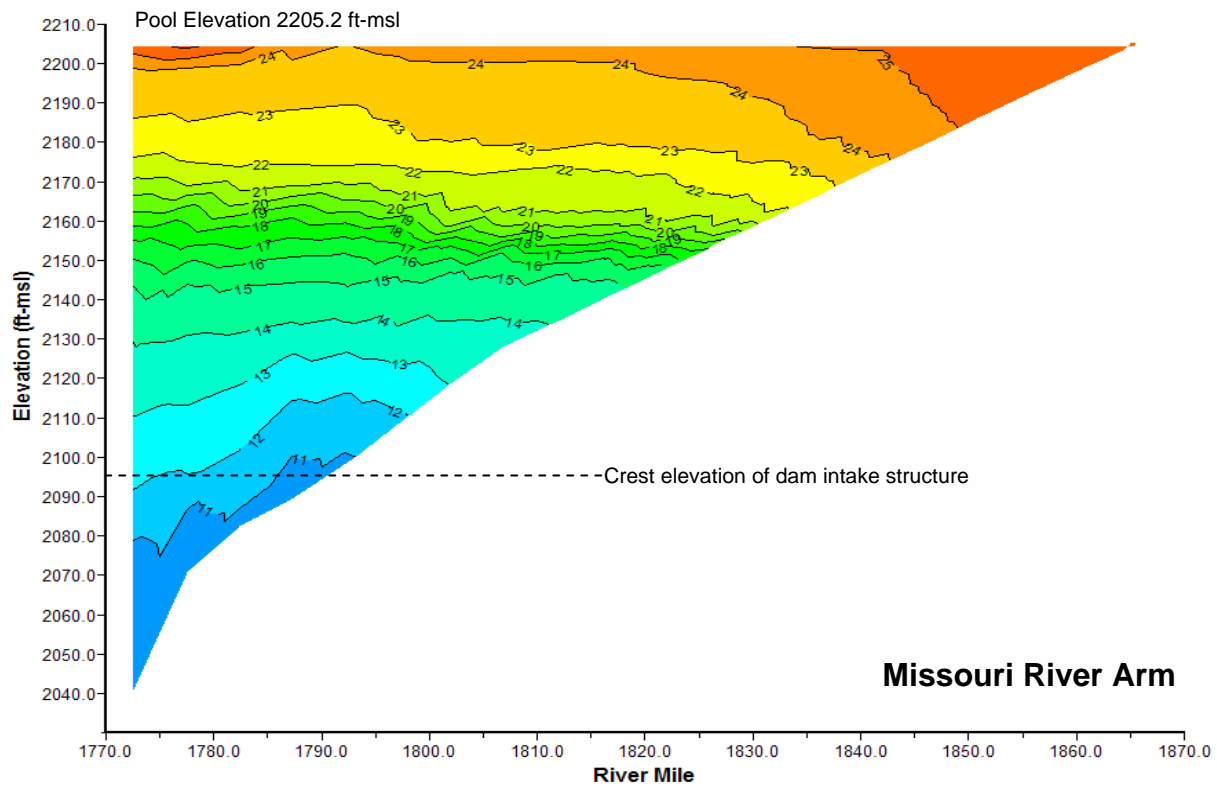 Pool Elevation 2205.2 ft-msl
2210.0
2200.0
2190.0
2180.0
2170.0
2160.0
2150.0
2140.0
2130.0
2120.0
2110.0
2100.0
2090.0
2080.0
2070.0
2060.0
2050.0
2040.0
Elevation (ft-msl)
24 24 24 24 25
23 23 23 23 23 24
22 22 22 22
21 21 21 21
20 20 20 20
19 19 19 19
18 18 18 18
17 17 17
16 16 16
15 15 15
14 14 14
13 13
12 12
11 11
Crest elevation of dam intake structure
Missouri River Arm
1770.0 1780.0 1790.0 1800.0 1810.0 1820.0 1830.0 1840.0 1850.0 1860.0 1870.0
River Mile